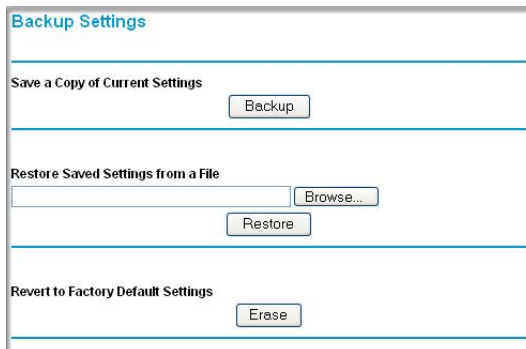 Backup Settings
Save a Copy of Current Settings
Backup
Restore Saved Settings from a File
Browse...
Restore
Revert to Factory Default Settings
Erase